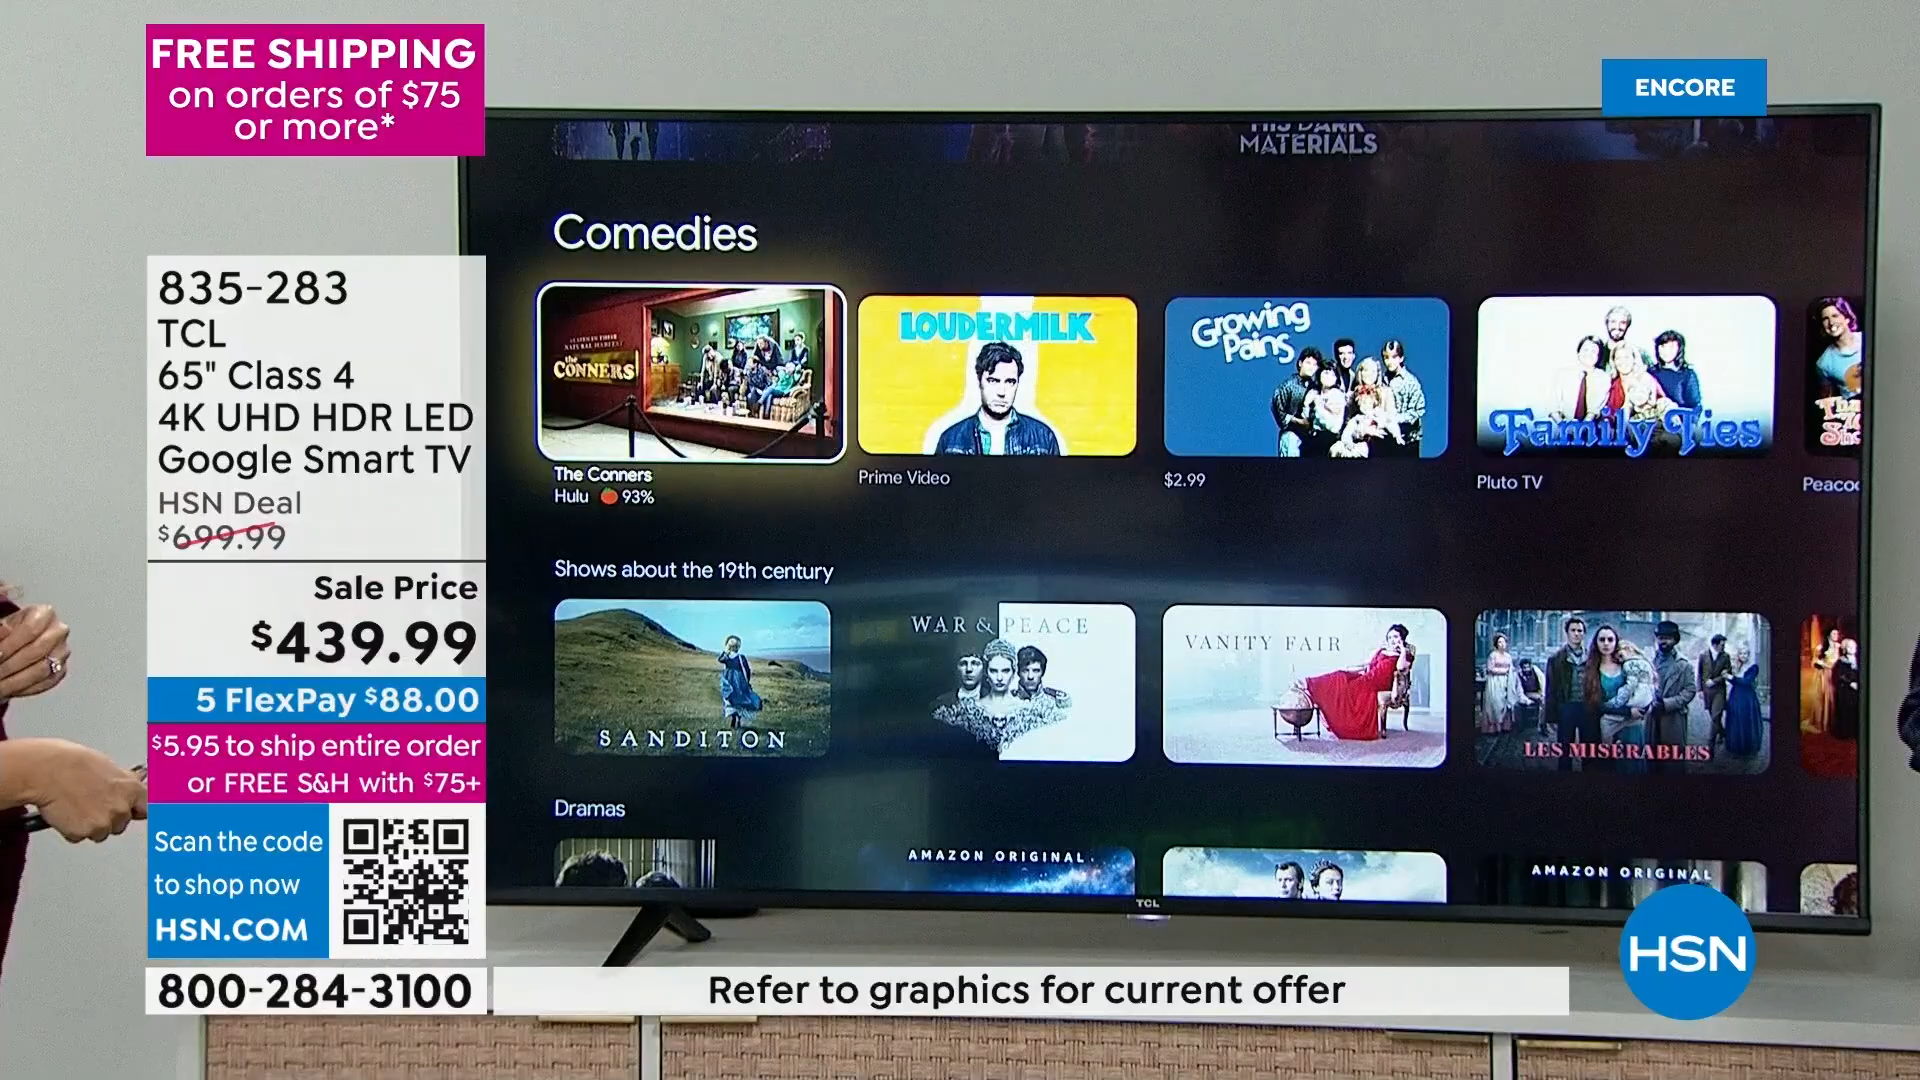 FREE SHIPPING
on orders of $75
or more*
ENCORE
835-283
TCL
65" Class 4
4K UHD HDR LED
Google Smart TV
HSN Deal
$699.99
Sale Price
$439.99
5 FlexPay $88.00
$5.95 to ship entire order
or FREE S&H with $75+
Scan the code
to shop now
HSN.COM
800-284-3100
Refer to graphics for current offer
HSN
MATERIALS
Comedies
the
CONNERS
LOUDERMILK
Growing
Pains
Family Ties
The Conners
Hulu 93%
Prime Video
$2.99
Pluto TV
Shows about the 19th century
SANDITON
WAR & PEACE
VANITY FAIR
LES MISÉRABLES
Dramas
AMAZON ORIGINAL
AMAZON ORIGINAL
TCL